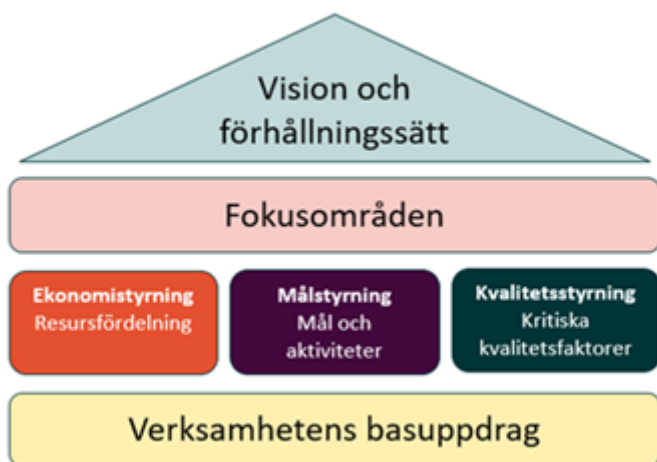 Vision och
förhållningssätt
Fokusområden
Ekonomistyrning
Resursfördelning
Målstyrning
Mål och
aktiviteter
Kvalitetsstyrning
Kritiska
kvalitetsfaktorer
Verksamhetens basuppdrag